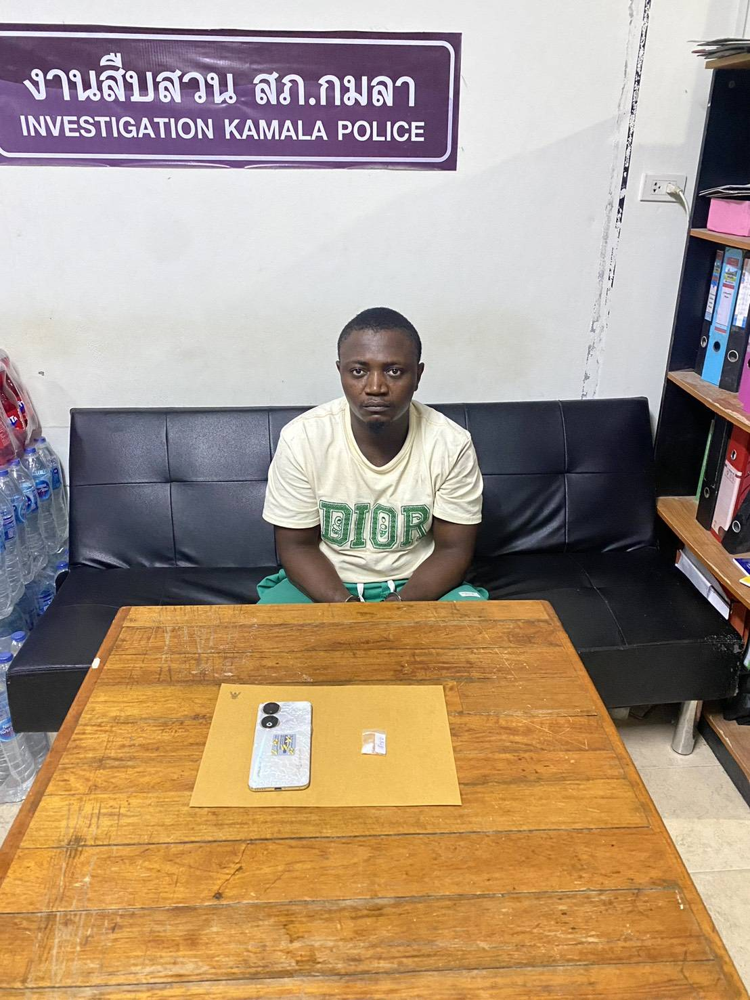 งานสืบสวน สภ.กมลา
INVESTIGATION KAMALA POLICE
DIOR